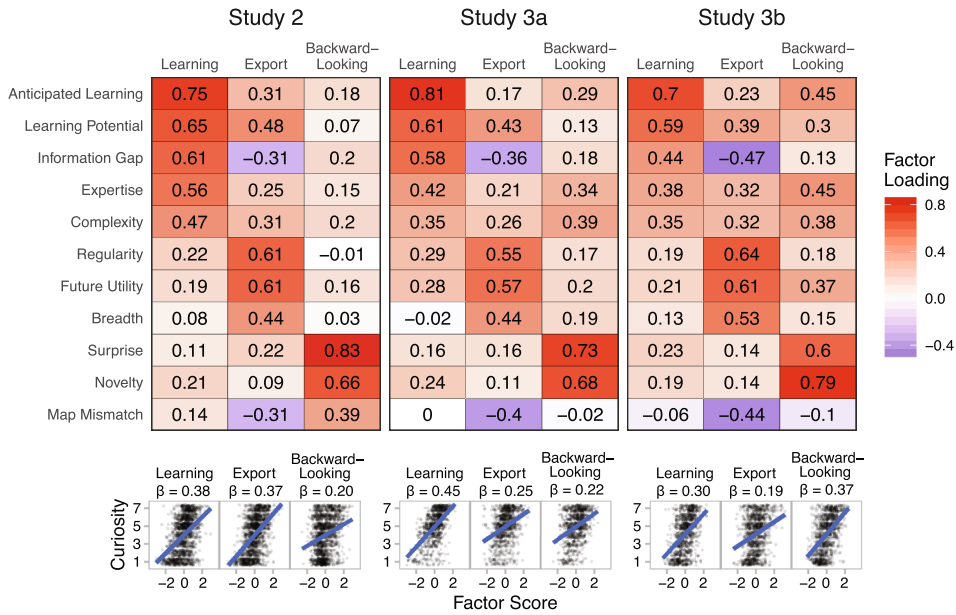 Study 2 Study 3a Study 3b
Backward– Backward– Backward–
Learning Export Looking Learning Export Looking Learning Export Looking
Anticipated Learning 0.75 0.31 0.18 0.81 0.17 0.29 0.7 0.23 0.45
Learning Potential 0.65 0.48 0.07 0.61 0.43 0.13 0.59 0.39 0.3
Information Gap 0.61 −0.31 0.2 0.58 −0.36 0.18 0.44 −0.47 0.13
Expertise 0.56 0.25 0.15 0.42 0.21 0.34 0.38 0.32 0.45
Complexity 0.47 0.31 0.2 0.35 0.26 0.39 0.35 0.32 0.38
Regularity 0.22 0.61 −0.01 0.29 0.55 0.17 0.19 0.64 0.18
Future Utility 0.19 0.61 0.16 0.28 0.57 0.2 0.21 0.61 0.37
Breadth 0.08 0.44 0.03 −0.02 0.44 0.19 0.13 0.53 0.15
Surprise 0.11 0.22 0.83 0.16 0.16 0.73 0.23 0.14 0.6
Novelty 0.21 0.09 0.66 0.24 0.11 0.68 0.19 0.14 0.79
Map Mismatch 0.14 −0.31 0.39 0 −0.4 −0.02 −0.06 −0.44 −0.1
Factor
Loading
0.8
0.4
0.0
−0.4
Backward– Backward– Backward–
Learning Export Looking Learning Export Looking Learning Export Looking
β = 0.38 β = 0.37 β = 0.20 β = 0.45 β = 0.25 β = 0.22 β = 0.30 β = 0.19 β = 0.37
Curiosity
7 7 7
5 5 5
3 3 3
1 1 1
−2 0 2 −2 0 2 −2 0 2 −2 0 2 −2 0 2 −2 0 2 −2 0 2 −2 0 2 −2 0 2
Factor Score